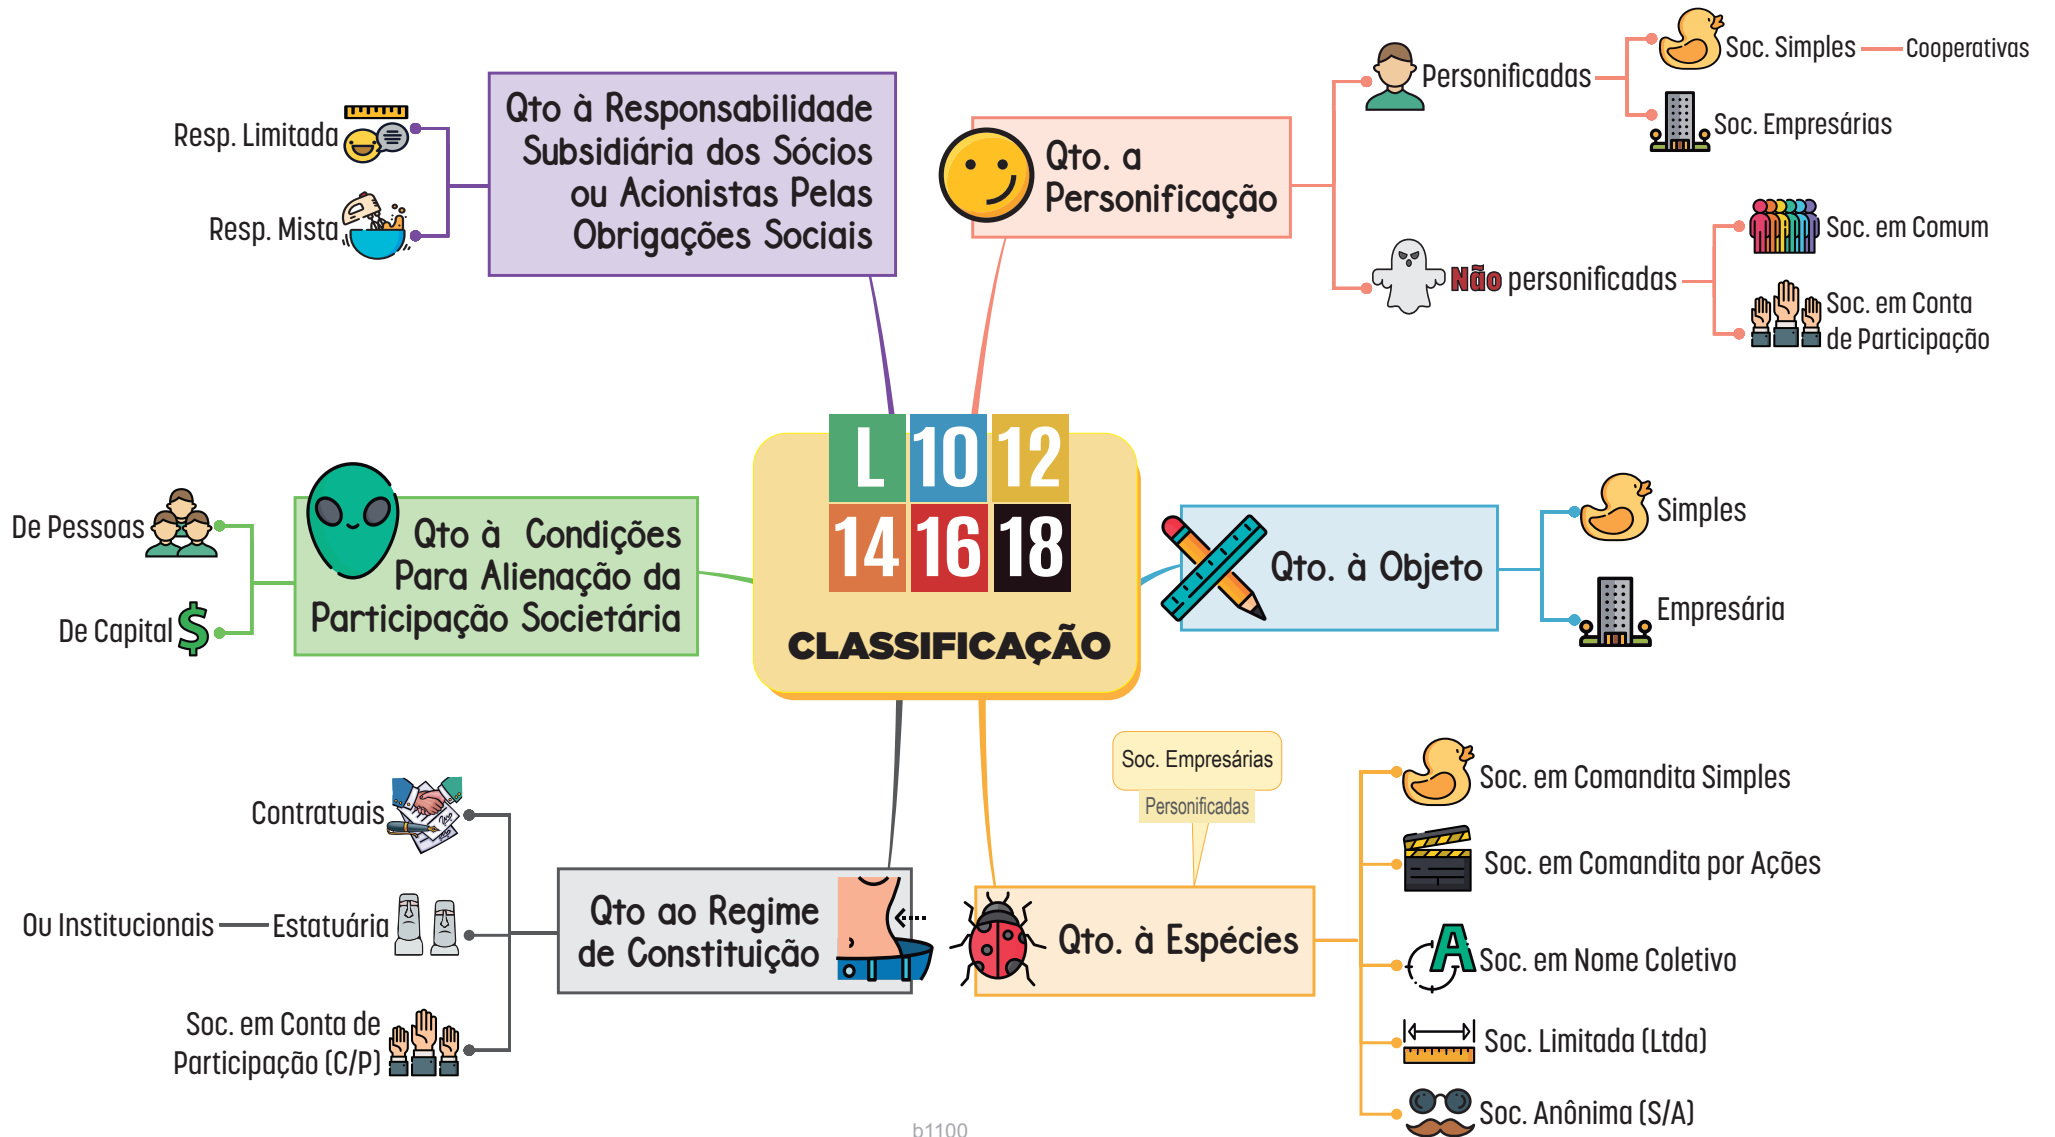 Qto à Responsabilidade
Subsidiária dos Sócios
ou Acionistas Pelas
Obrigações Sociais
Resp. Limitada
Resp. Mista
Qto. a
Personificação
Personificadas
Soc. Simples
Cooperativas
Soc. Empresárias
Não personificadas
Soc. em Comum
Soc. em Conta
de Participação
L 10 12
14 16 18
CLASSIFICAÇÃO
Qto à Condições
Para Alienação da
Participação Societária
De Pessoas
De Capital
Qto. à Objeto
Simples
Empresária
Qto ao Regime
de Constituição
Contratuais
Ou Institucionais
Estatuária
Soc. em Conta de
Participação (C/P)
Soc. Empresárias
Personificadas
Qto. à Espécies
Soc. em Comandita Simples
Soc. em Comandita por Ações
A
Soc. em Nome Coletivo
Soc. Limitada (Ltda)
Soc. Anônima (S/A)
b1100